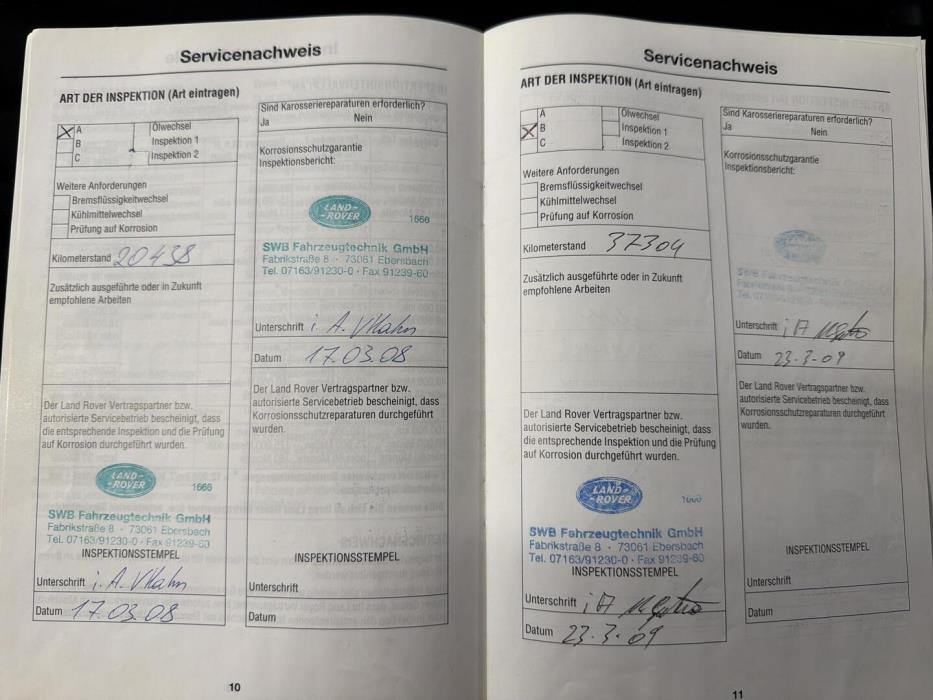 Servicenachweis
ART DER INSPEKTION (Art eintragen)
A
B
C
Ölwechsel
Inspektion 1
Inspektion 2
Weitere Anforderungen
Bremsflüssigkeitwechsel
Kühlmittelwechsel
Prüfung auf Korrosion
Kilometerstand 20438
Zusätzlich ausgeführte oder in Zukunft
empfohlene Arbeiten
Der Land Rover Vertragspartner bzw.
autorisierte Servicebetrieb bescheinigt, dass
die entsprechende Inspektion und die Prüfung
auf Korrosion durchgeführt wurden.
LAND-
-ROVER
1666
SWB Fahrzeugtechnik GmbH
Fabrikstraße 8 · 73061 Ebersbach
Tel. 07163/91230-0 · Fax 91239-60
INSPEKTIONSSTEMPEL
Unterschrift i. A.
Datum 17.03.08
Sind Karosseriereparaturen erforderlich?
Ja Nein
Korrosionsschutzgarantie
Inspektionsbericht:
LAND-
-ROVER
1666
SWB Fahrzeugtechnik GmbH
Fabrikstraße 8 · 73061 Ebersbach
Tel. 07163/91230-0 · Fax 91239-60
Unterschrift i. A.
Datum 17.03.08
Der Land Rover Vertragspartner bzw.
autorisierte Servicebetrieb bescheinigt, dass
Korrosionsschutzreparaturen durchgeführt
wurden.
INSPEKTIONSSTEMPEL
Unterschrift
Datum
10
Servicenachweis
ART DER INSPEKTION (Art eintragen)
A
B
C
Ölwechsel
Inspektion 1
Inspektion 2
Weitere Anforderungen
Bremsflüssigkeitwechsel
Kühlmittelwechsel
Prüfung auf Korrosion
Kilometerstand 37304
Zusätzlich ausgeführte oder in Zukunft
empfohlene Arbeiten
Der Land Rover Vertragspartner bzw.
autorisierte Servicebetrieb bescheinigt, dass
die entsprechende Inspektion und die Prüfung
auf Korrosion durchgeführt wurden.
LAND-
-ROVER
SWB Fahrzeugtechnik GmbH
Fabrikstraße 8 · 73061 Ebersbach
Tel. 07163/91230-0 · Fax 91239-60
INSPEKTIONSSTEMPEL
Unterschrift i A
Datum 23-3-09
Sind Karosseriereparaturen erforderlich?
Ja Nein
Korrosionsschutzgarantie
Inspektionsbericht:
Unterschrift i A
Datum 23-3-09
Der Land Rover Vertragspartner bzw.
autorisierte Servicebetrieb bescheinigt, dass
Korrosionsschutzreparaturen durchgeführt
wurden.
INSPEKTIONSSTEMPEL
Unterschrift
Datum
11